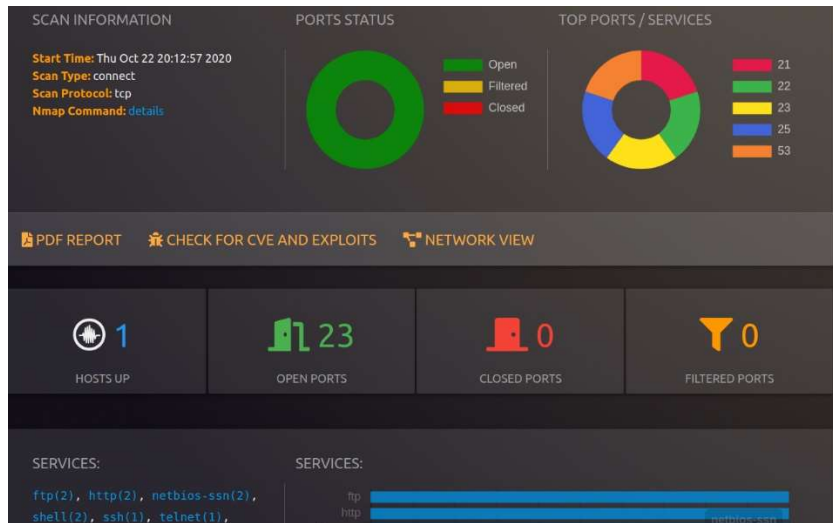 SCAN INFORMATION
Start Time: Thu Oct 22 20:12:57 2020
Scan Type: connect
Scan Protocol: tcp
Nmap Command: details
PORTS STATUS
Open
Filtered
Closed
TOP PORTS / SERVICES
21
22
23
25
53
PDF REPORT
CHECK FOR CVE AND EXPLOITS
NETWORK VIEW
1
HOSTS UP
23
OPEN PORTS
0
CLOSED PORTS
0
FILTERED PORTS
SERVICES:
ftp(2), http(2), netbios-ssn(2),
shell(2), ssh(1), telnet(1),
SERVICES:
ftp
http
netbios-ssn